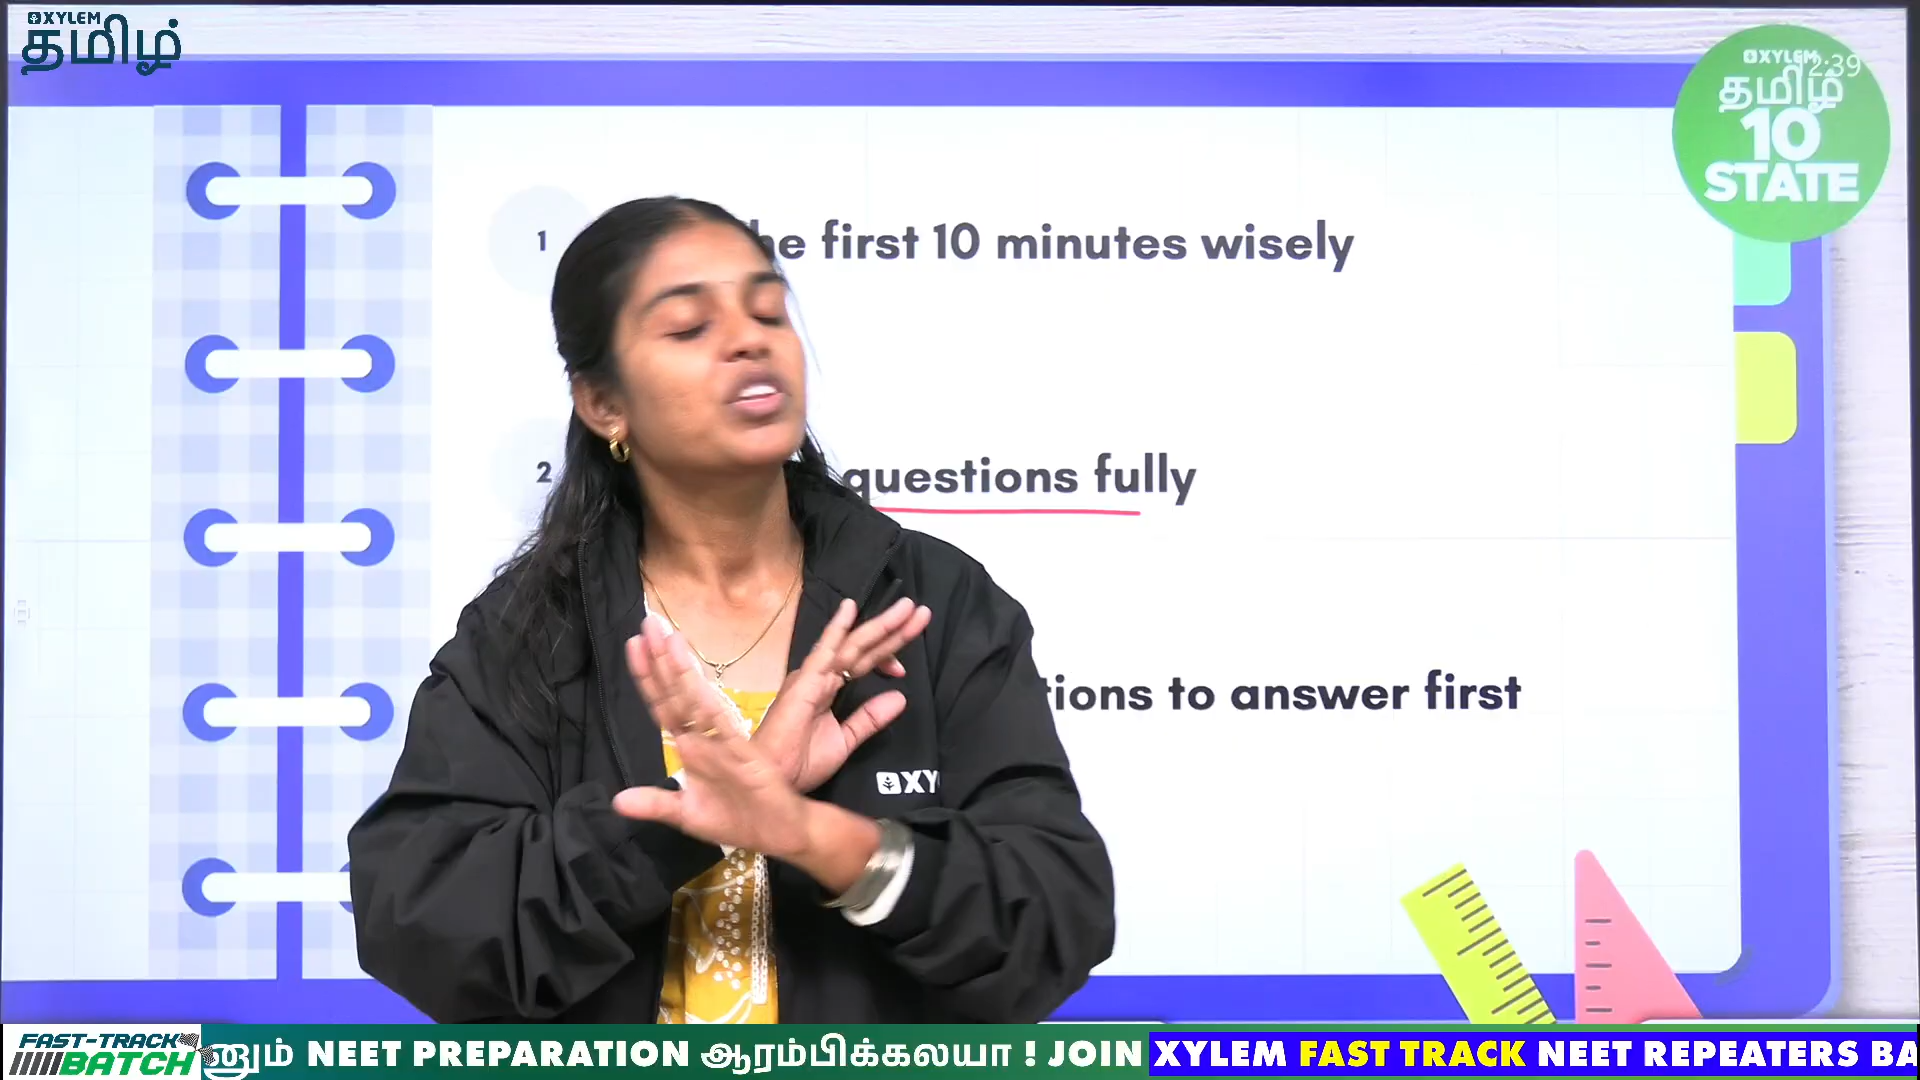 XYLEM
தமிழ்
XYLEM
2:39
தமிழ்
10
STATE
1
he first 10 minutes wisely
2
questions fully
tions to answer first
XY
FAST-TRACK
BATCH
னும் NEET PREPARATION ஆரம்பிக்கலயா ! JOIN XYLEM FAST TRACK NEET REPEATERS BA